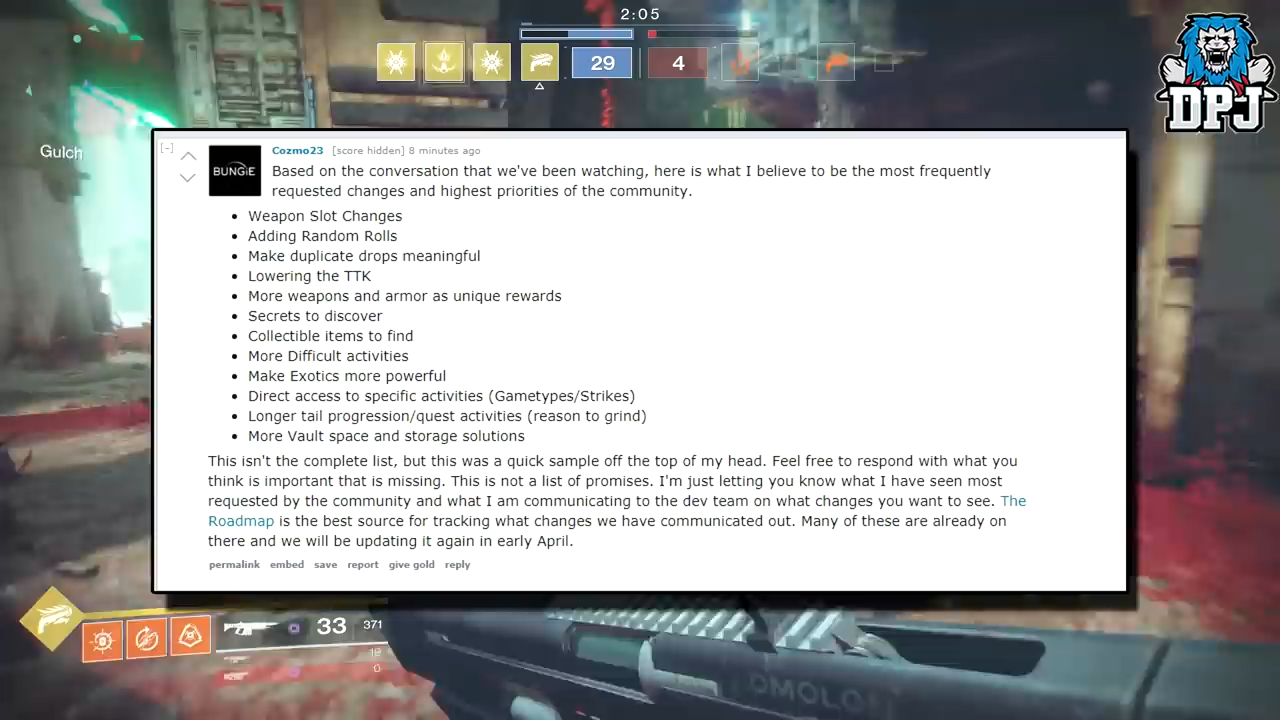 2:05
29
4
DPJ
Gulch
[-]
BUNGiE
Cozmo23 [score hidden] 8 minutes ago
Based on the conversation that we've been watching, here is what I believe to be the most frequently
requested changes and highest priorities of the community.
• Weapon Slot Changes
• Adding Random Rolls
• Make duplicate drops meaningful
• Lowering the TTK
• More weapons and armor as unique rewards
• Secrets to discover
• Collectible items to find
• More Difficult activities
• Make Exotics more powerful
• Direct access to specific activities (Gametypes/Strikes)
• Longer tail progression/quest activities (reason to grind)
• More Vault space and storage solutions
This isn't the complete list, but this was a quick sample off the top of my head. Feel free to respond with what you
think is important that is missing. This is not a list of promises. I'm just letting you know what I have seen most
requested by the community and what I am communicating to the dev team on what changes you want to see. The
Roadmap is the best source for tracking what changes we have communicated out. Many of these are already on
there and we will be updating it again in early April.
permalink embed save report give gold reply
33 371
0
OMOLON